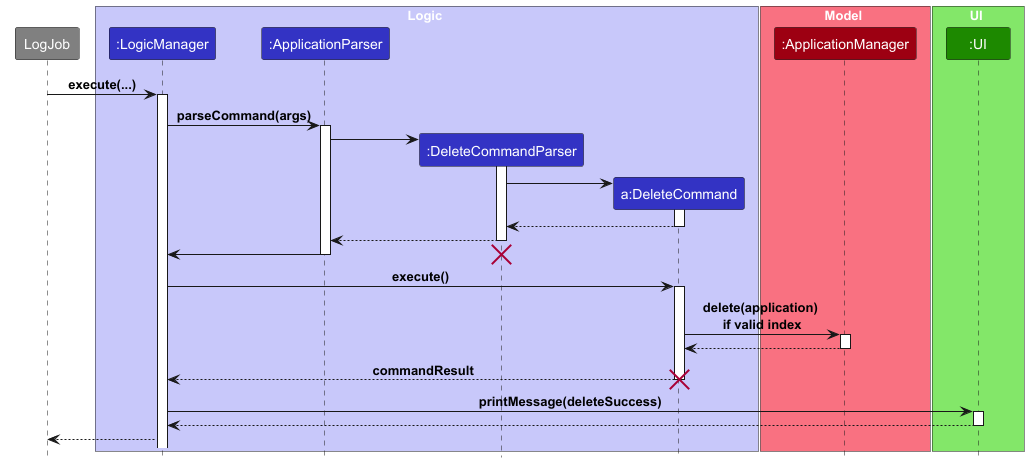 Logic
Model
UI
LogJob
:LogicManager
:ApplicationParser
:ApplicationManager
:UI
execute(...)
parseCommand(args)
:DeleteCommandParser
a:DeleteCommand
execute()
delete(application)
if valid index
commandResult
printMessage(deleteSuccess)